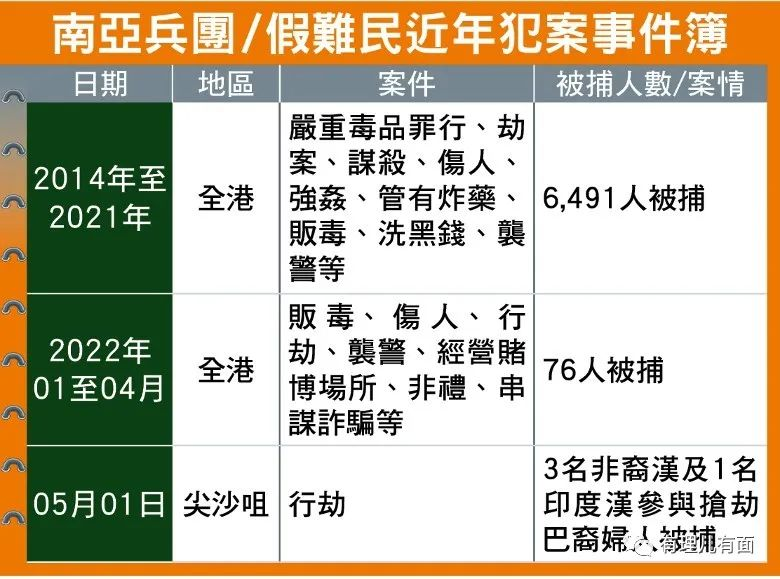 南亞兵團/假難民近年犯案事件簿
日期 地區 案件 被捕人數/案情
2014年至
2021年
全港
嚴重毒品罪行、劫
案、謀殺、傷人、
強姦、管有炸藥、
販毒、洗黑錢、襲
警等
6,491人被捕
2022年
01至04月
全港
販毒、傷人、行
劫、襲警、經營賭
博場所、非禮、串
謀詐騙等
76人被捕
05月01日
尖沙咀
行劫
3名非裔漢及1名
印度漢參與搶劫
巴裔婦人被捕
有理凡有面